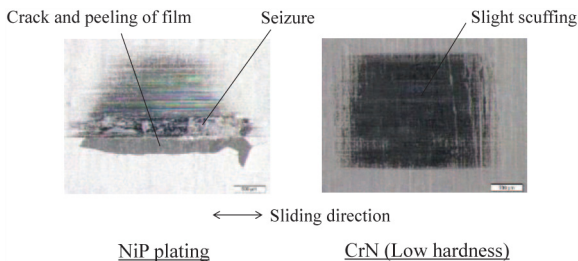 Crack and peeling of film
Seizure
Slight scuffing
Sliding direction
NiP plating
CrN (Low hardness)